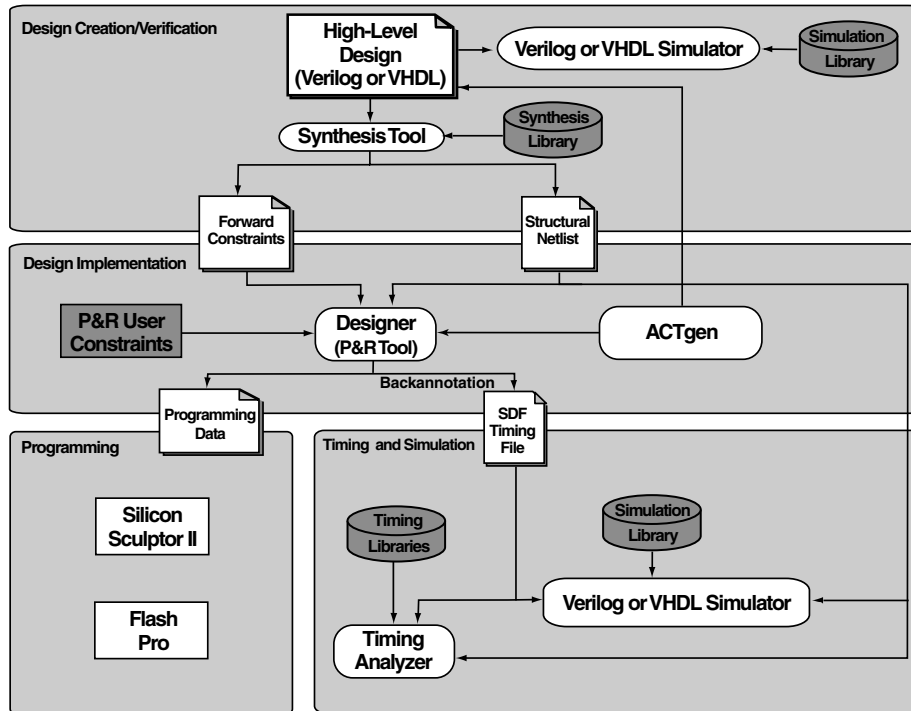 Design Creation/Verification
High-Level
Design
(Verilog or VHDL)
Verilog or VHDL Simulator
Simulation
Library
Synthesis Tool
Synthesis
Library
Forward
Constraints
Structural
Netlist
Design Implementation
P&R User
Constraints
Designer
(P&R Tool)
ACTgen
Backannotation
Programming
Data
SDF
Timing
File
Programming
Silicon
Sculptor II
Flash
Pro
Timing and Simulation
Timing
Libraries
Simulation
Library
Verilog or VHDL Simulator
Timing
Analyzer